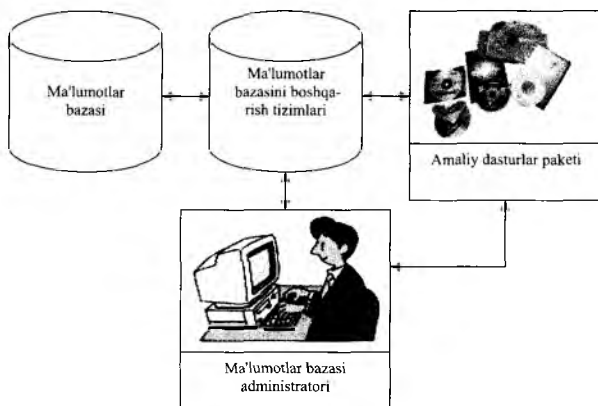 Ma'lumotlar
bazasi
Ma'lumotlar
bazasini boshqa-
rish tizimlari
Amaliy dasturlar paketi
Ma'lumotlar bazasi
administratori